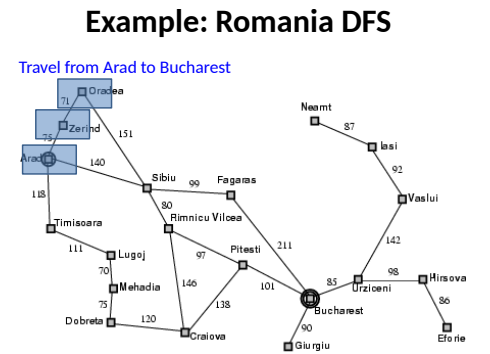 Example: Romania DFS
Travel from Arad to Bucharest
Oradea
71
Neamt
Zerind
87
75
151
Iasi
Arad
140
92
Sibiu
99
Fagaras
118
80
Vaslui
Timisoara
Rimnicu Vilcea
111
Lugoj
97
Pitesti
211
142
70
98
Hirsova
Mehadia
146
101
85
Urziceni
75
138
86
Bucharest
Dobreta
120
90
Craiova
Eforie
Giurgiu